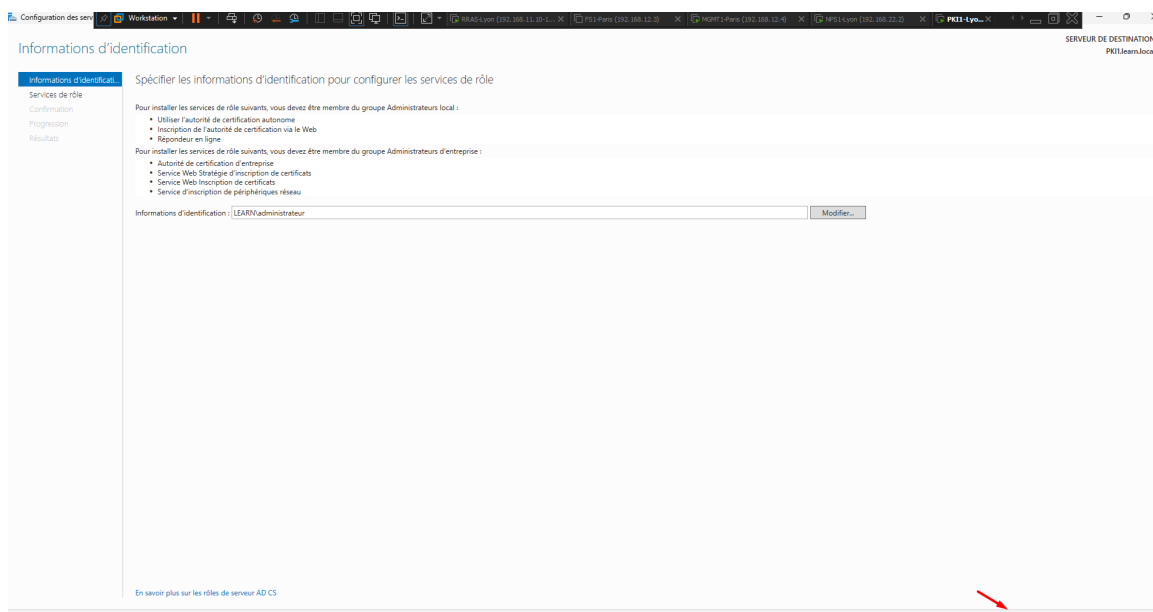 Configuration des serv
Workstation
RRAS-Lyon (192.168.11.10-1...
FS1-Paris (192.168.12.3)
MGMT1-Paris (192.168.12.4)
NPS1-Lyon (192.168.22.2)
PKI1-Lyo...
Informations d'identification
SERVEUR DE DESTINATION
PKI1.learn.loca
Informations d'identificati...
Services de rôle
Confirmation
Progression
Résultats
Spécifier les informations d'identification pour configurer les services de rôle
Pour installer les services de rôle suivants, vous devez être membre du groupe Administrateurs local :
• Utiliser l'autorité de certification autonome
• Inscription de l'autorité de certification via le Web
• Répondeur en ligne
Pour installer les services de rôle suivants, vous devez être membre du groupe Administrateurs d'entreprise :
• Autorité de certification d'entreprise
• Service Web Stratégie d'inscription de certificats
• Service Web Inscription de certificats
• Service d'inscription de périphériques réseau
Informations d'identification : LEARN\administrateur Modifier...
En savoir plus sur les rôles de serveur AD CS